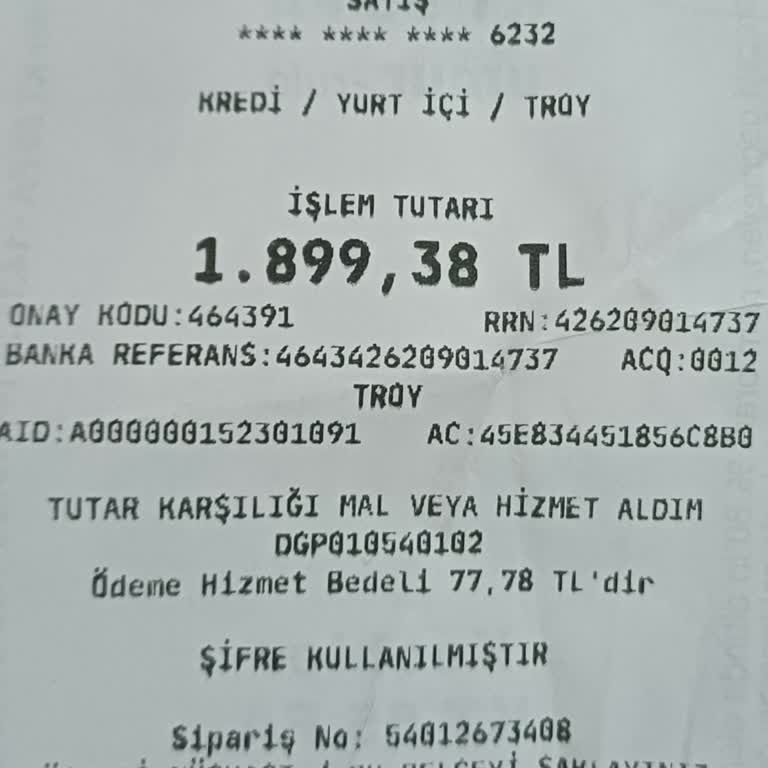 SATIŞ
**** **** **** 6232
KREDİ / YURT İÇİ / TROY
İŞLEM TUTARI
1.899,38 TL
ONAY KODU:464391 RRN:426209014737
BANKA REFERANS:4643426209014737 ACQ:0012
TROY
AID:A0000000152301091 AC:45E834451856C8B0
TUTAR KARŞILIĞI MAL VEYA HİZMET ALDIM
DGP010540102
Ödeme Hizmet Bedeli 77,78 TL'dir
ŞİFRE KULLANILMIŞTIR
Sipariş No: 54012673408